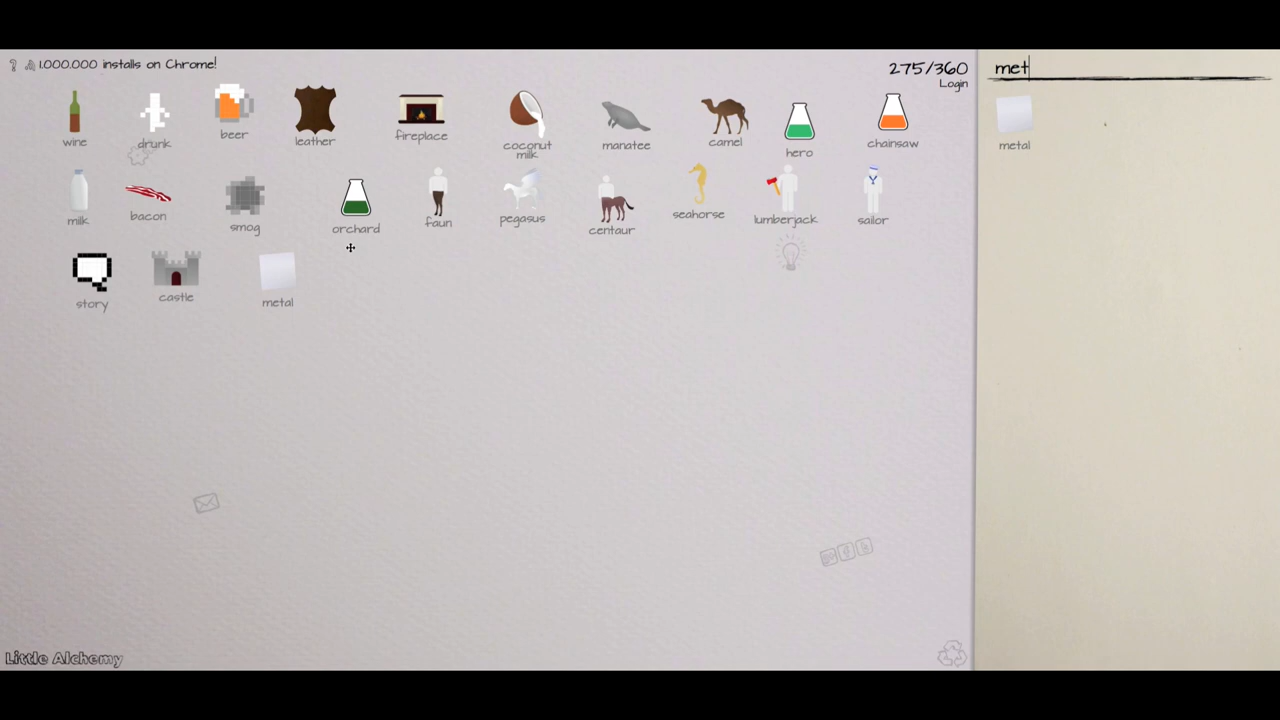 ? 1.000.000 installs on Chrome!
275/360
Login
met
wine
drunk
beer
leather
fireplace
coconut
milk
manatee
camel
hero
chainsaw
metal
milk
bacon
smog
orchard
faun
pegasus
centaur
seahorse
lumberjack
sailor
story
castle
metal
Little Alchemy